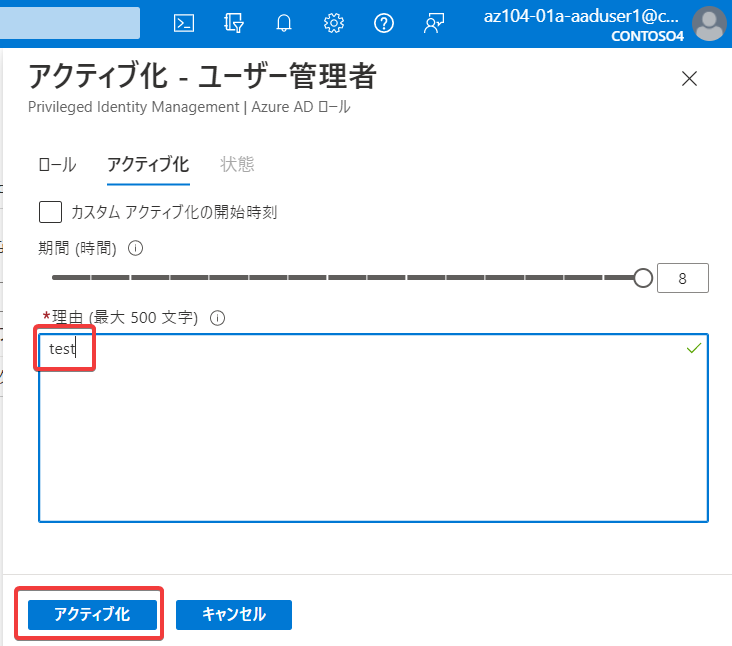 az104-01a-aaduser1@c...
CONTOSO4
アクティブ化 - ユーザー管理者
Privileged Identity Management | Azure AD ロール
ロール アクティブ化 状態
カスタム アクティブ化の開始時刻
期間 (時間)
8
*理由 (最大 500 文字)
test
アクティブ化 キャンセル